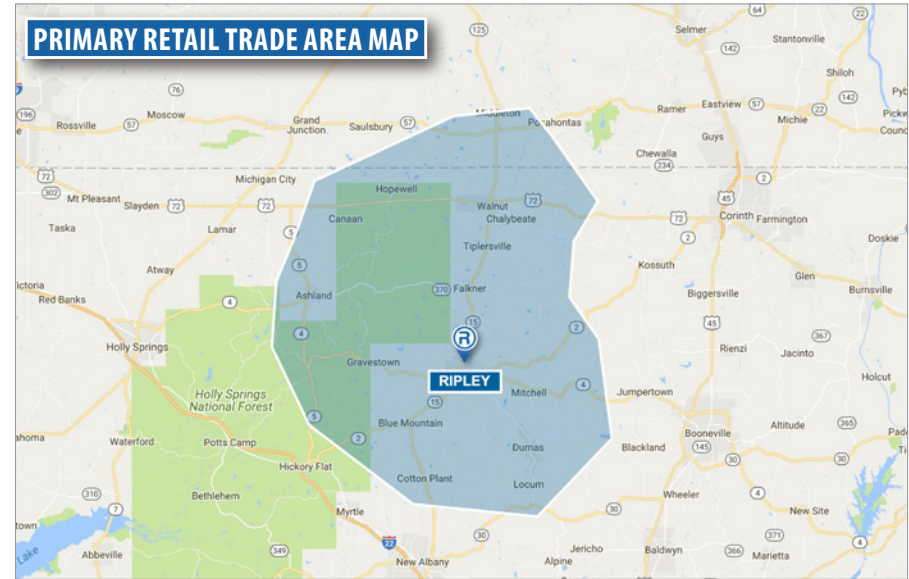 PRIMARY RETAIL TRADE AREA MAP
64
22
125
Selmer
142
Stantonville
Shiloh
76
Moscow
196
Rossville
57
Grand
Junction
Saulsbury
57
Middleton
Pocahontas
Ramer
Eastview
57
22
142
Michie
Guys
Chewalla
234
72
302
Michigan City
Mt Pleasant
Slayden
72
72
Hopewell
2
45
Walnut
72
Canaan
Chalybeate
72
Corinth
Farmington
Taska
Lamar
5
Tiplersville
2
Doskie
Kossuth
Atway
5
Glen
Red Banks
4
Ashland
370
Falkner
Biggersville
Burnsville
15
2
45
4
367
Holly Springs
R
Rienzi
Jacinto
Gravestown
RIPLEY
Holcut
Holly Springs
National Forest
15
Mitchell
4
Jumpertown
5
Blue Mountain
Altitude
365
Waterford
Potts Camp
2
Dumas
Blackland
Booneville
145
30
30
Hickory Flat
Cotton Plant
Locum
310
Bethlehem
Wheeler
4
7
Myrtle
30
New Site
30
371
Lake
Abbeville
349
22
New Albany
Jericho
Alpine
Baldwyn
366
Marietta
4